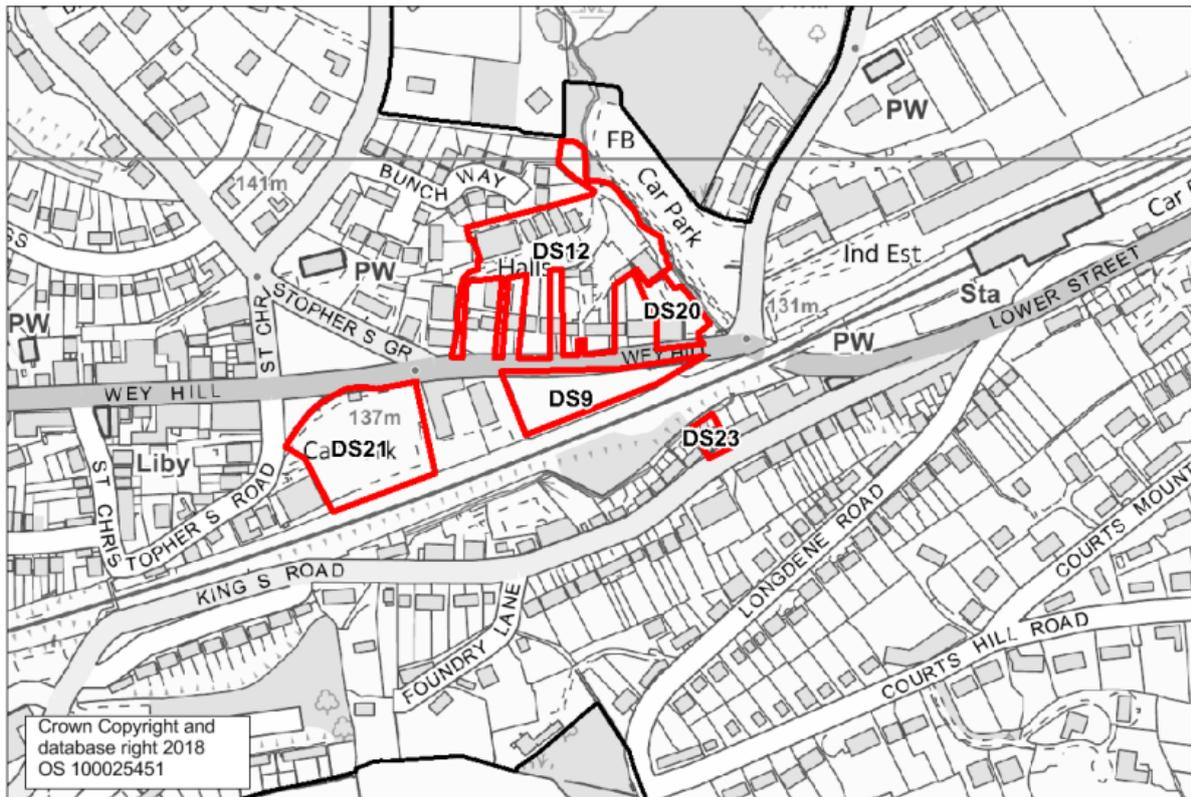 PW
FB
BUNCH WAY
141m
Car Park
DS12
Halls
Ind Est
Car
PW
STOPHER S GR
DS20
131m
Sta
LOWER STREET
PW
ST CHR
WEY HILL
PW
WEY HILL
DS9
137m
DS21
DS23
Liby
ST CHRIS
TOPHER S ROAD
KING S ROAD
LONGDENE ROAD
COURTS MOUNT
FOUNDRY LANE
COURTS HILL ROAD
Crown Copyright and
database right 2018
OS 100025451